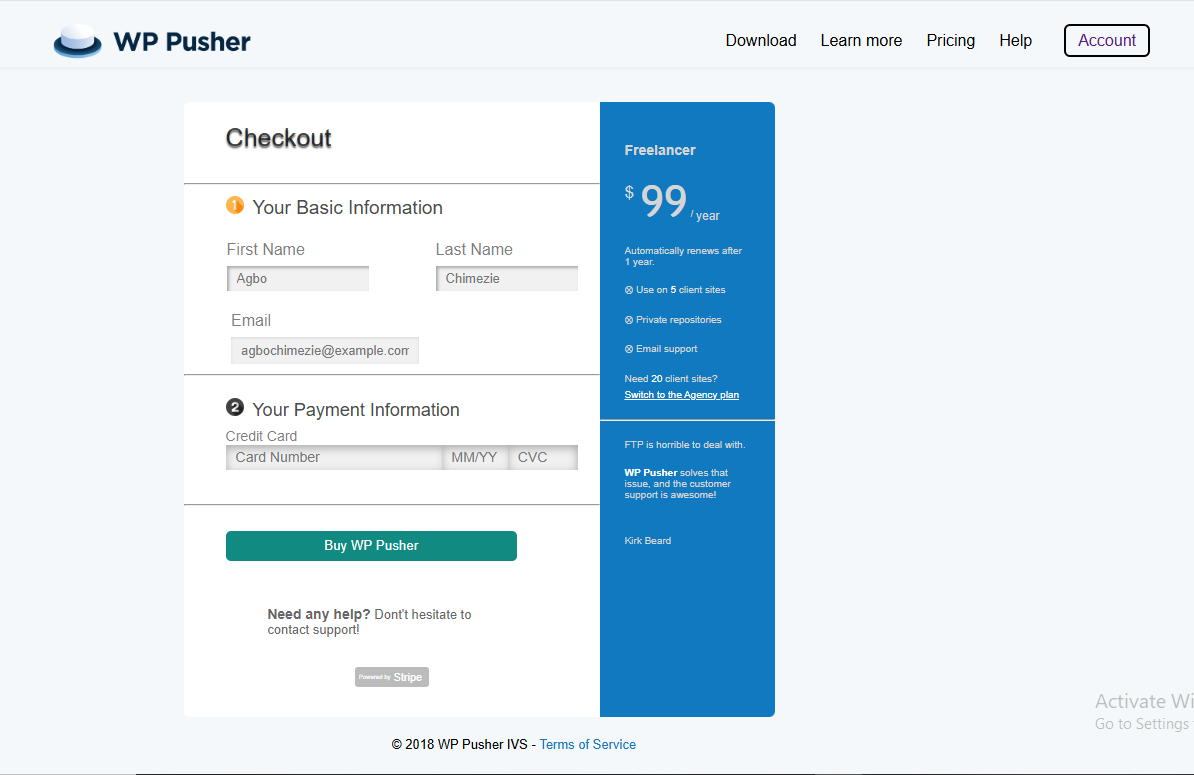 WP Pusher
Download Learn more Pricing Help Account
Checkout
1 Your Basic Information
First Name Last Name
Agbo Chimezie
Email
agbochimezie@example.com
2 Your Payment Information
Credit Card
Card Number MM/YY CVC
Buy WP Pusher
Need any help? Dont't hesitate to
contact support!
Powered by Stripe
Freelancer
$ 99 / year
Automatically renews after
1 year.
⊗ Use on 5 client sites
⊗ Private repositories
⊗ Email support
Need 20 client sites?
Switch to the Agency plan
FTP is horrible to deal with.
WP Pusher solves that
issue, and the customer
support is awesome!
Kirk Beard
© 2018 WP Pusher IVS - Terms of Service
Activate Wi
Go to Settings